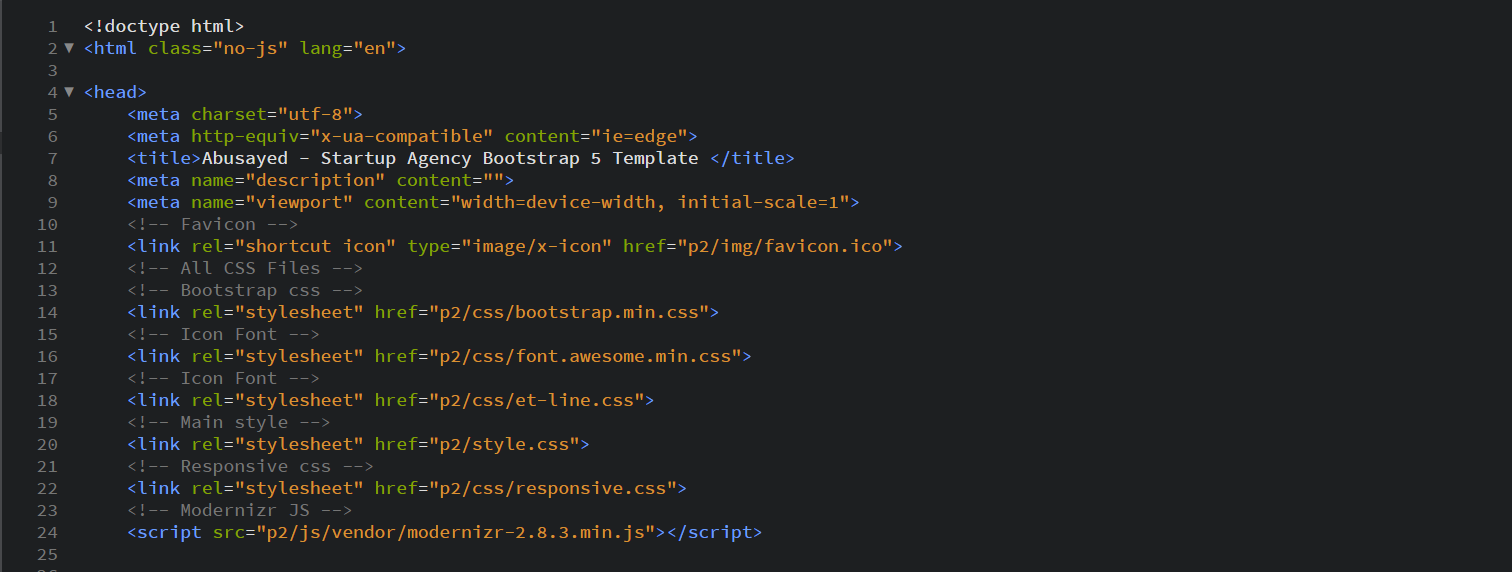 1 <!doctype html>
2 ▼ <html class="no-js" lang="en">
3
4 ▼ <head>
5     <meta charset="utf-8">
6     <meta http-equiv="x-ua-compatible" content="ie=edge">
7     <title>Abusayed - Startup Agency Bootstrap 5 Template </title>
8     <meta name="description" content="">
9     <meta name="viewport" content="width=device-width, initial-scale=1">
10     <!-- Favicon -->
11     <link rel="shortcut icon" type="image/x-icon" href="p2/img/favicon.ico">
12     <!-- All CSS Files -->
13     <!-- Bootstrap css -->
14     <link rel="stylesheet" href="p2/css/bootstrap.min.css">
15     <!-- Icon Font -->
16     <link rel="stylesheet" href="p2/css/font.awesome.min.css">
17     <!-- Icon Font -->
18     <link rel="stylesheet" href="p2/css/et-line.css">
19     <!-- Main style -->
20     <link rel="stylesheet" href="p2/style.css">
21     <!-- Responsive css -->
22     <link rel="stylesheet" href="p2/css/responsive.css">
23     <!-- Modernizr JS -->
24     <script src="p2/js/vendor/modernizr-2.8.3.min.js"></script>
25